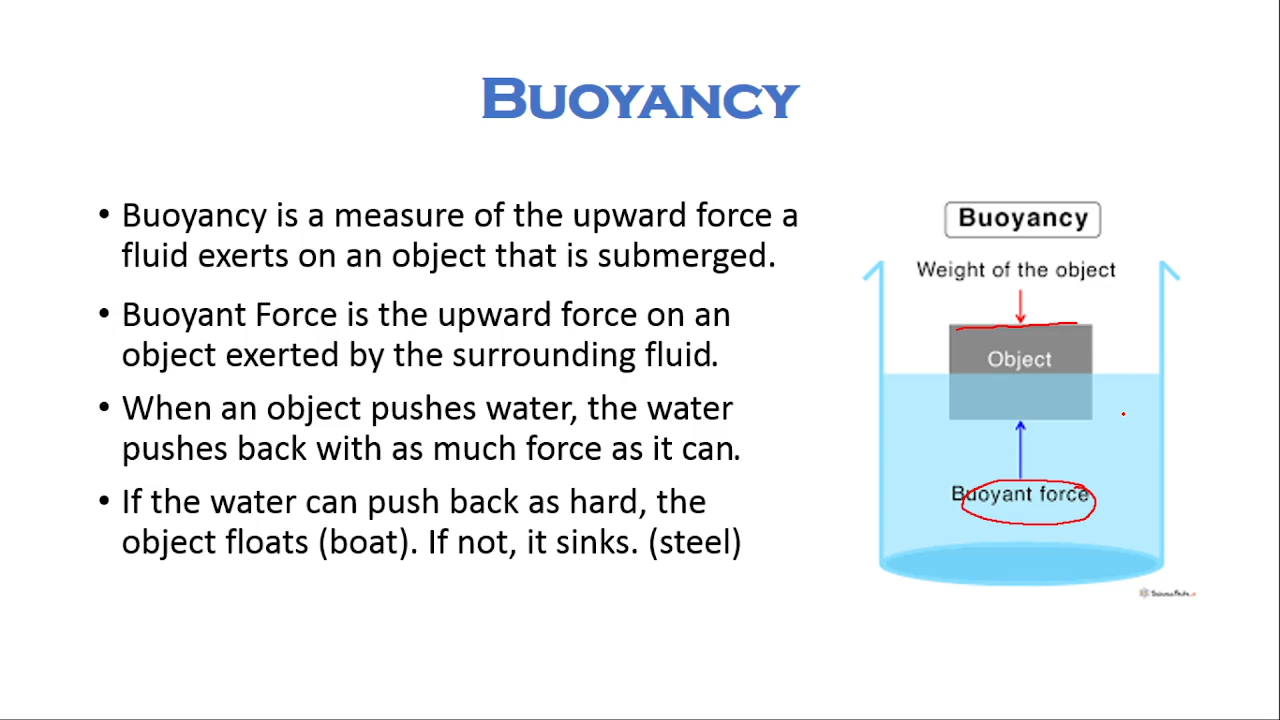 BUOYANCY
• Buoyancy is a measure of the upward force a
fluid exerts on an object that is submerged.
• Buoyant Force is the upward force on an
object exerted by the surrounding fluid.
• When an object pushes water, the water
pushes back with as much force as it can.
• If the water can push back as hard, the
object floats (boat). If not, it sinks. (steel)
Buoyancy
Weight of the object
Object
Buoyant force